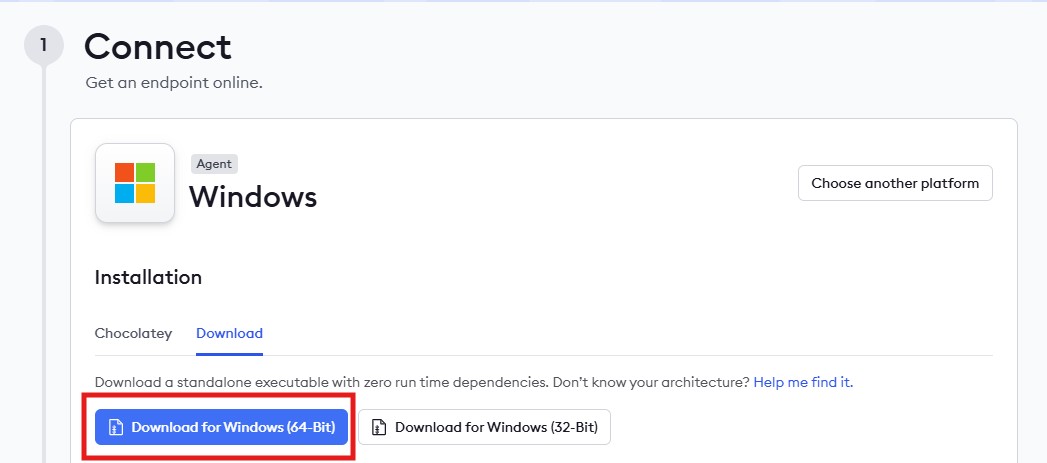 1
Connect
Get an endpoint online.
Agent
Windows
Choose another platform
Installation
Chocolatey Download
Download a standalone executable with zero run time dependencies. Don’t know your architecture? Help me find it.
Download for Windows (64-Bit) Download for Windows (32-Bit)